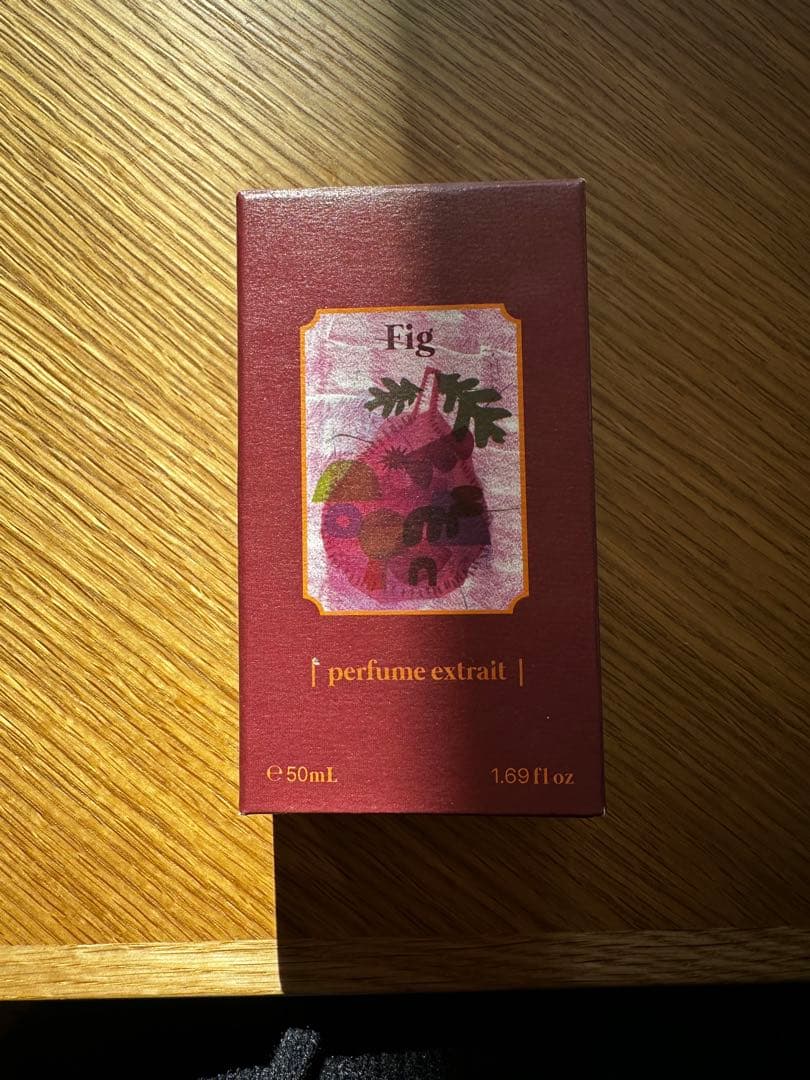 Fig
perfume extrait
℮50mL
1.69 fl oz